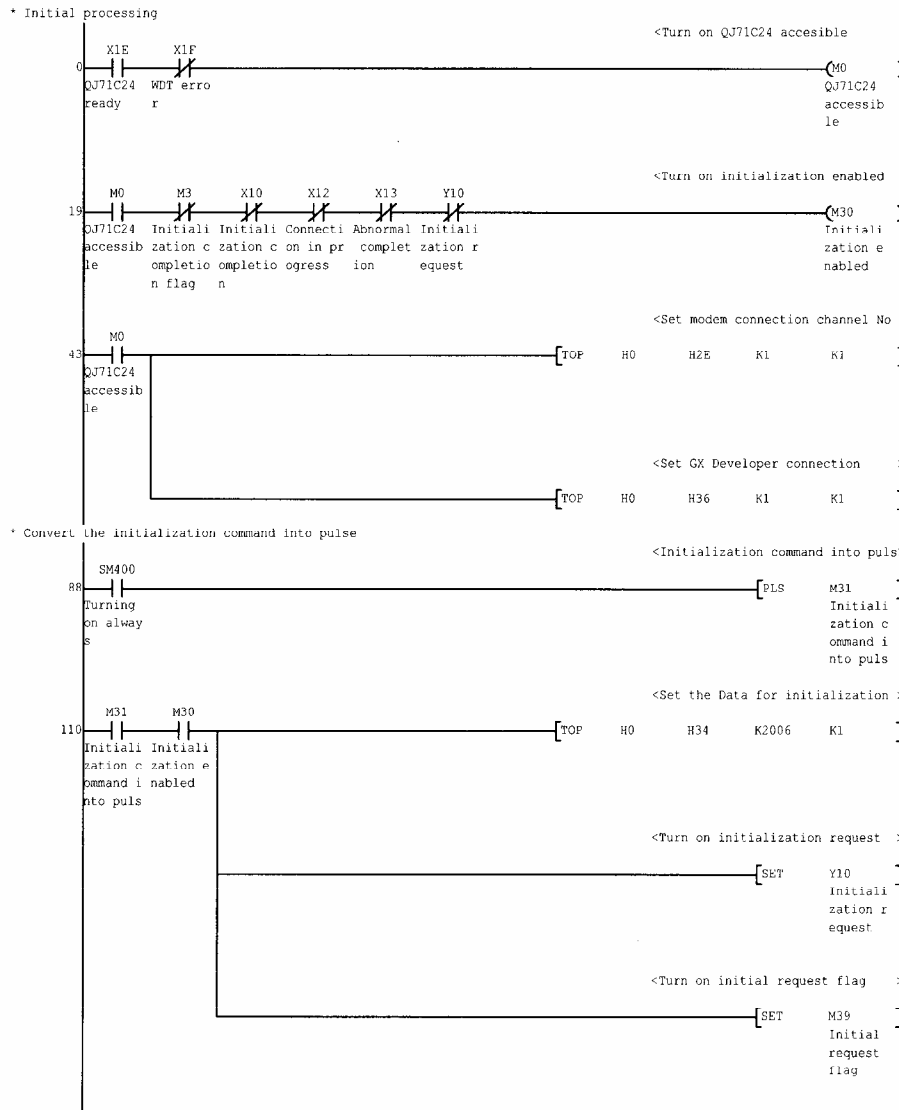 * Initial processing
<Turn on QJ71C24 accesible
X1E X1F
0 M0
QJ71C24 WDT erro QJ71C24
ready r accessib
le
<Turn on initialization enabled
M0 M3 X10 X12 X13 Y10
19 M30
QJ71C24 Initiali Initiali Connecti Abnormal Initiali Initiali
accessib zation c zation c on in pr complet zation r zation e
le ompletio ompletio ogress ion equest nabled
n flag n
<Set modem connection channel No
M0
43 TOP H0 H2E K1 K1
QJ71C24
accessib
le
<Set GX Developer connection >
TOP H0 H36 K1 K1
* Convert the initialization command into pulse
<Initialization command into puls
SM400
88 PLS M31
Turning Initiali
on alway zation c
s ommand i
nto puls
<Set the Data for initialization >
M31 M30
110 TOP H0 H34 K2006 K1
Initiali Initiali
zation c zation e
ommand i nabled
nto puls
<Turn on initialization request >
SET Y10
Initiali
zation r
equest
<Turn on initial request flag >
SET M39
Initial
request
flag